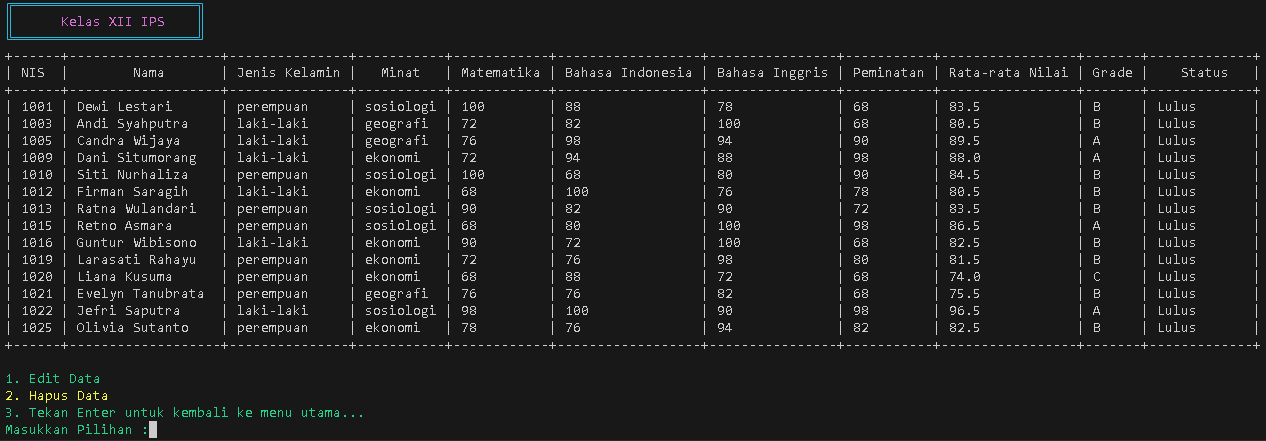 Kelas XII IPS
| NIS | Nama | Jenis Kelamin | Minat | Matematika | Bahasa Indonesia | Bahasa Inggris | Peminatan | Rata-rata Nilai | Grade | Status |
| 1001 | Dewi Lestari | perempuan | sosiologi | 100 | 88 | 78 | 68 | 83.5 | B | Lulus |
| 1003 | Andi Syahputra | laki-laki | geografi | 72 | 82 | 100 | 68 | 80.5 | B | Lulus |
| 1005 | Candra Wijaya | laki-laki | geografi | 76 | 98 | 94 | 90 | 89.5 | A | Lulus |
| 1009 | Dani Situmorang | laki-laki | ekonomi | 72 | 94 | 88 | 98 | 88.0 | A | Lulus |
| 1010 | Siti Nurhaliza | perempuan | sosiologi | 100 | 68 | 80 | 90 | 84.5 | B | Lulus |
| 1012 | Firman Saragih | laki-laki | ekonomi | 68 | 100 | 76 | 78 | 80.5 | B | Lulus |
| 1013 | Ratna Wulandari | perempuan | sosiologi | 90 | 82 | 90 | 72 | 83.5 | B | Lulus |
| 1015 | Retno Asmara | perempuan | sosiologi | 68 | 80 | 100 | 98 | 86.5 | A | Lulus |
| 1016 | Guntur Wibisono | laki-laki | ekonomi | 90 | 72 | 100 | 68 | 82.5 | B | Lulus |
| 1019 | Larasati Rahayu | perempuan | ekonomi | 72 | 76 | 98 | 80 | 81.5 | B | Lulus |
| 1020 | Liana Kusuma | perempuan | ekonomi | 68 | 88 | 72 | 68 | 74.0 | C | Lulus |
| 1021 | Evelyn Tanubrata | perempuan | geografi | 76 | 76 | 82 | 68 | 75.5 | B | Lulus |
| 1022 | Jefri Saputra | laki-laki | sosiologi | 98 | 100 | 90 | 98 | 96.5 | A | Lulus |
| 1025 | Olivia Sutanto | perempuan | ekonomi | 78 | 76 | 94 | 82 | 82.5 | B | Lulus |
1. Edit Data
2. Hapus Data
3. Tekan Enter untuk kembali ke menu utama...
Masukkan Pilihan :